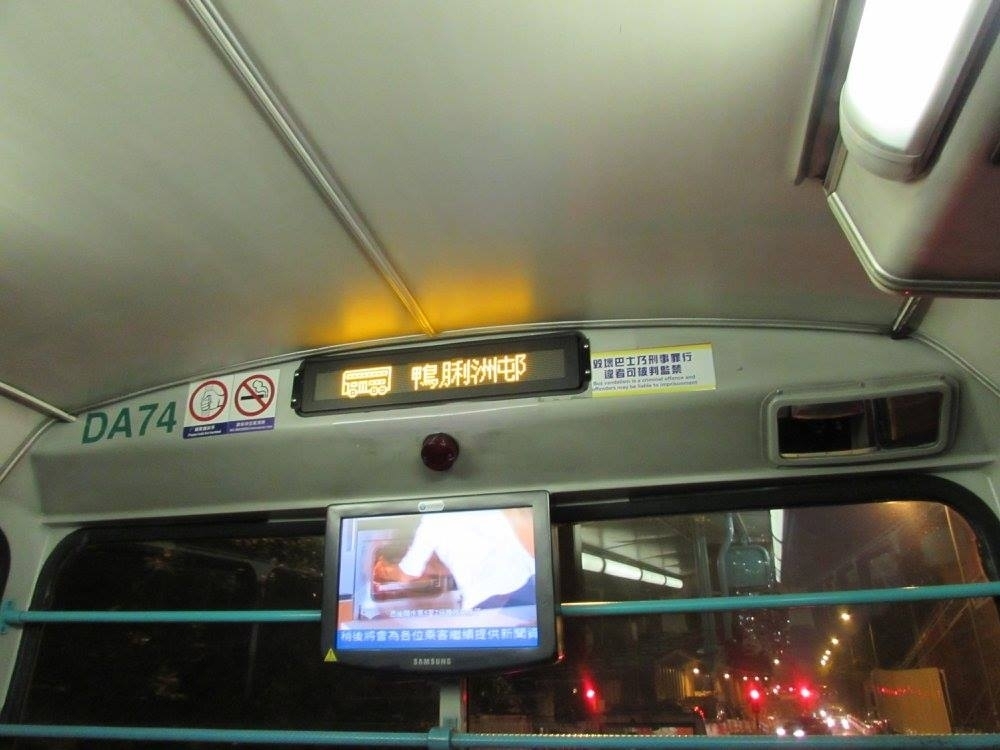 DA74
鴨脷洲邨
毀壞巴士乃刑事罪行
違者可被判監禁
Bus vandalism is a criminal offence and
offenders may be liable to imprisonment
稍後將會為各位乘客繼續提供新聞資
SAMSUNG